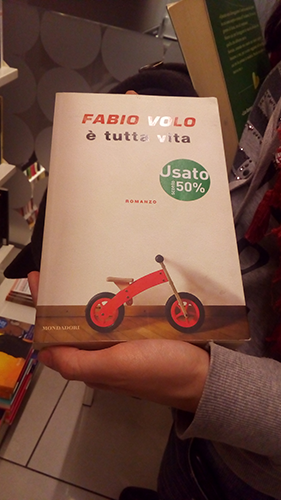 FABIO VOLO
è tutta vita
Usato
50%
ROMANZO
MONDADORI